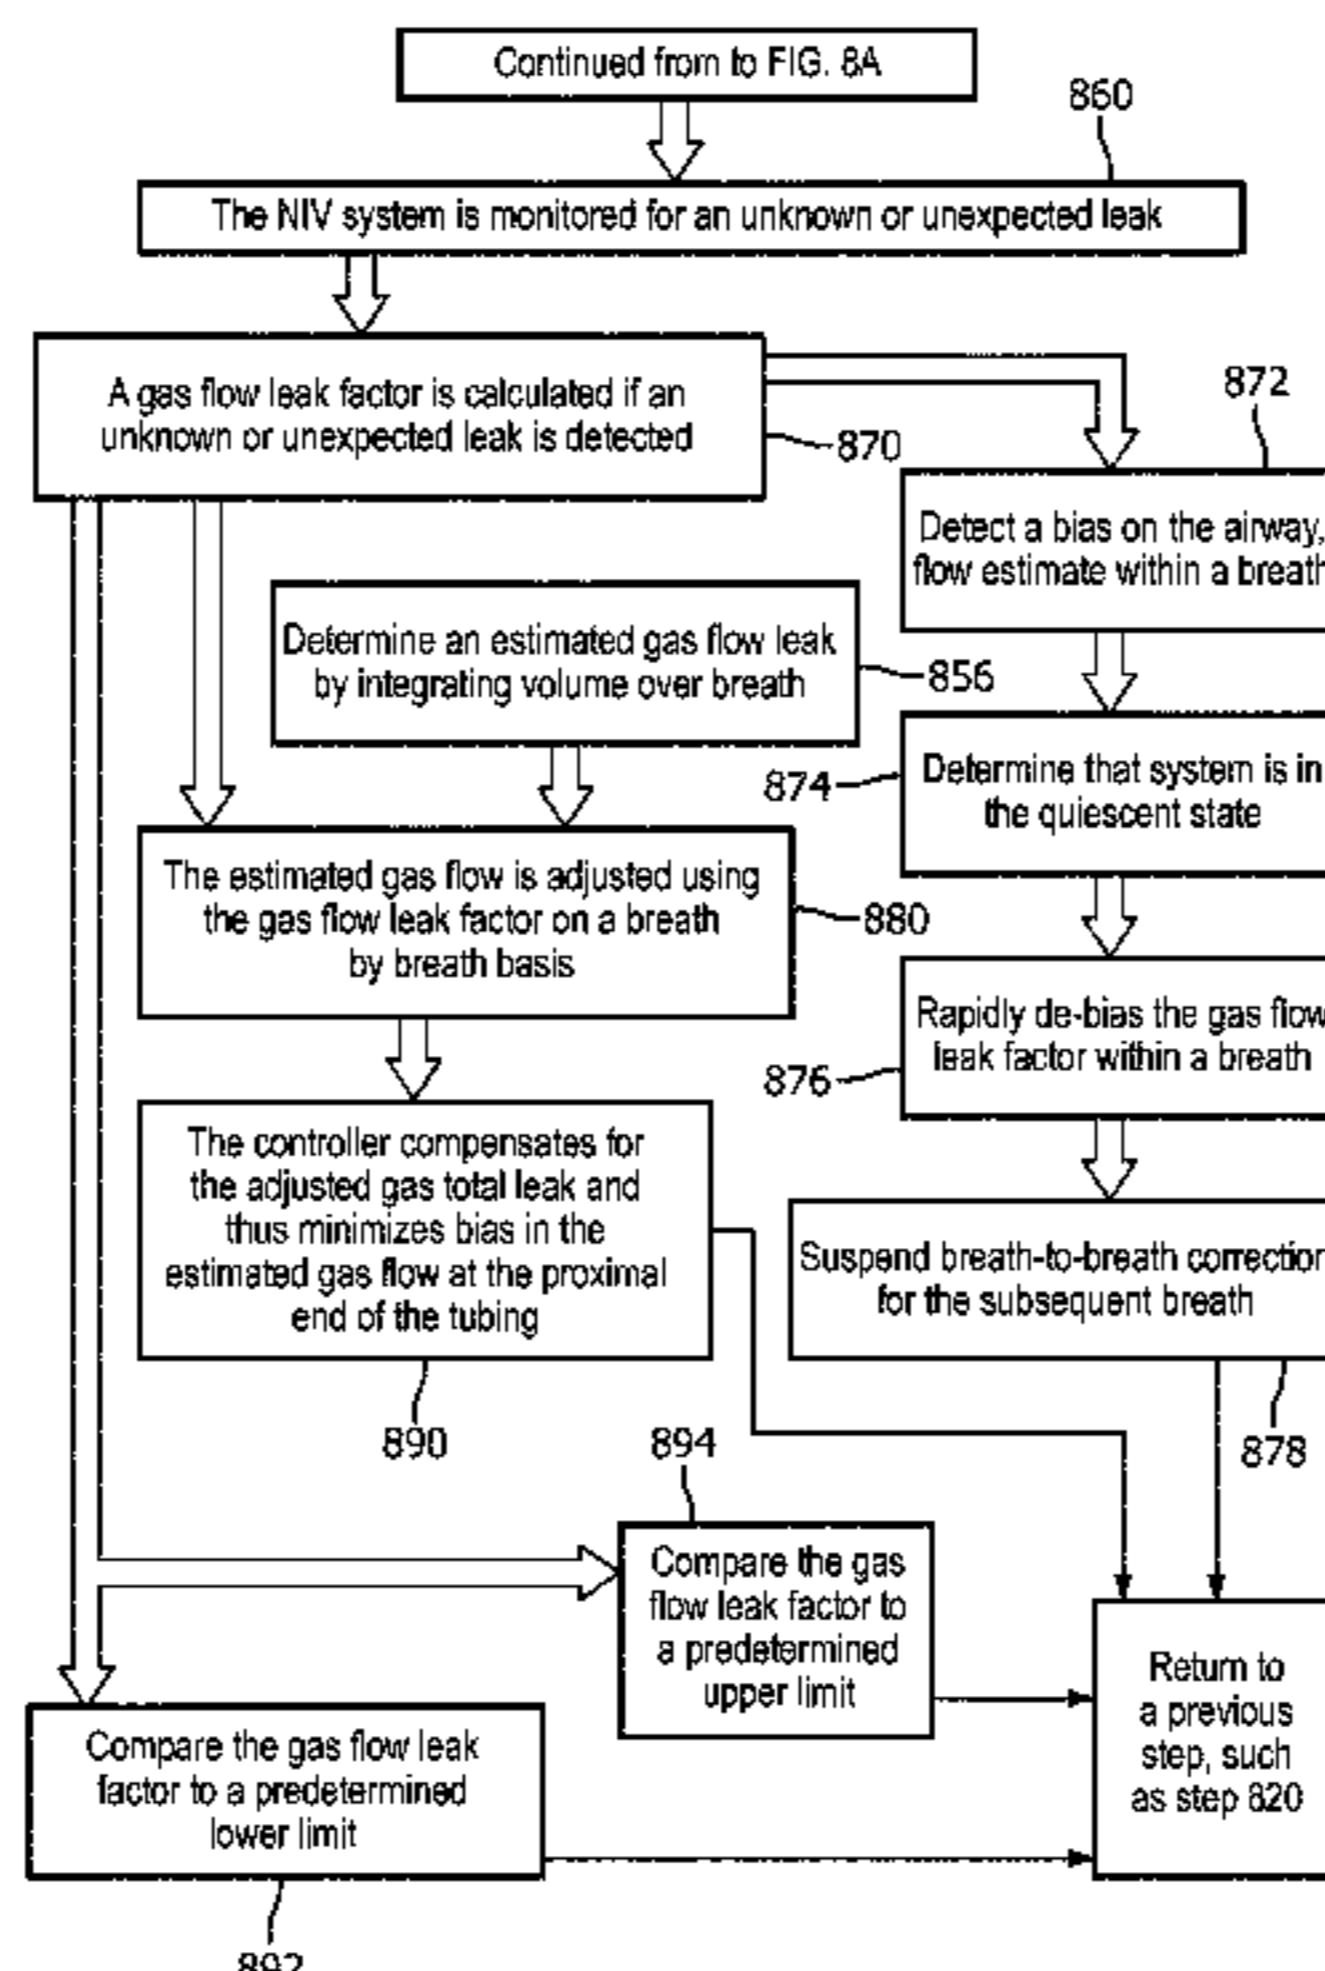 Continued from to FIG. 8A
860
The NIV system is monitored for an unknown or unexpected leak
A gas flow leak factor is calculated if an
unknown or unexpected leak is detected
870
872
Detect a bias on the airway,
flow estimate within a breath
Determine an estimated gas flow leak
by integrating volume over breath
856
874
Determine that system is in
the quiescent state
The estimated gas flow is adjusted using
the gas flow leak factor on a breath
by breath basis
880
Rapidly de-bias the gas flow
leak factor within a breath
876
The controller compensates for
the adjusted gas total leak and
thus minimizes bias in the
estimated gas flow at the proximal
end of the tubing
890
Suspend breath-to-breath correction
for the subsequent breath
878
894
Compare the gas
flow leak factor to
a predetermined
upper limit
Return to
a previous
step, such
as step 820
Compare the gas flow leak
factor to a predetermined
lower limit
892